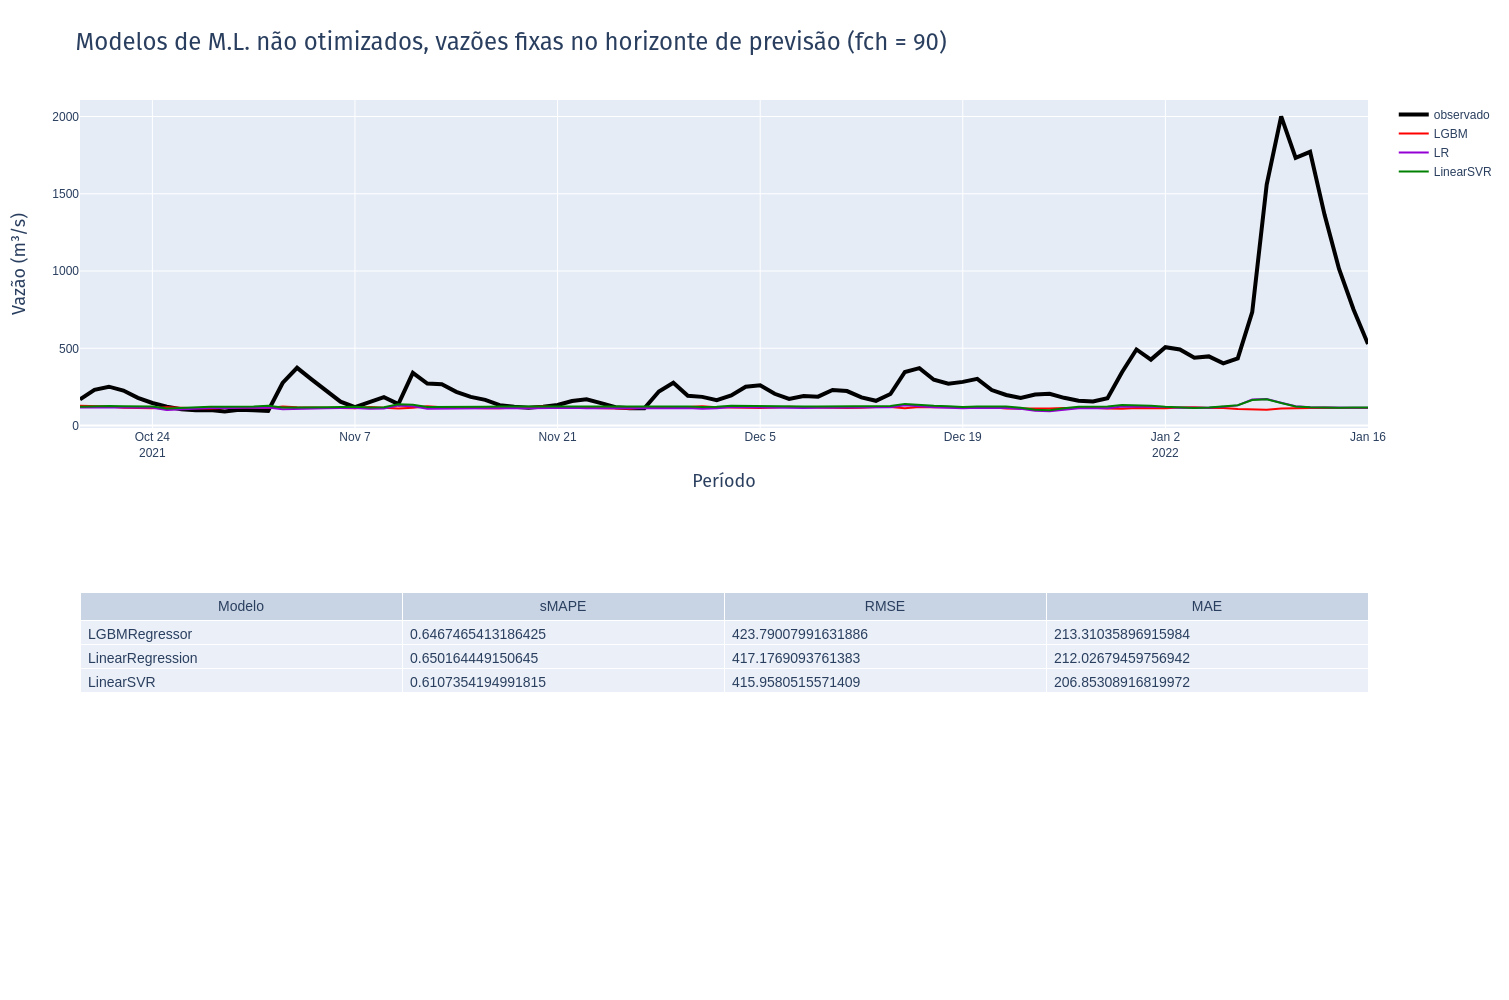 Modelos de M.L. não otimizados, vazões fixas no horizonte de previsão (fch = 90)
2000
1500
1000
500
0
Vazão (m³/s)
Oct 24
2021
Nov 7
Nov 21
Dec 5
Dec 19
Jan 2
2022
Jan 16
Período
observado
LGBM
LR
LinearSVR
Modelo sMAPE RMSE MAE
LGBMRegressor 0.6467465413186425 423.79007991631886 213.31035896915984
LinearRegression 0.650164449150645 417.1769093761383 212.02679459756942
LinearSVR 0.6107354194991815 415.9580515571409 206.85308916819972